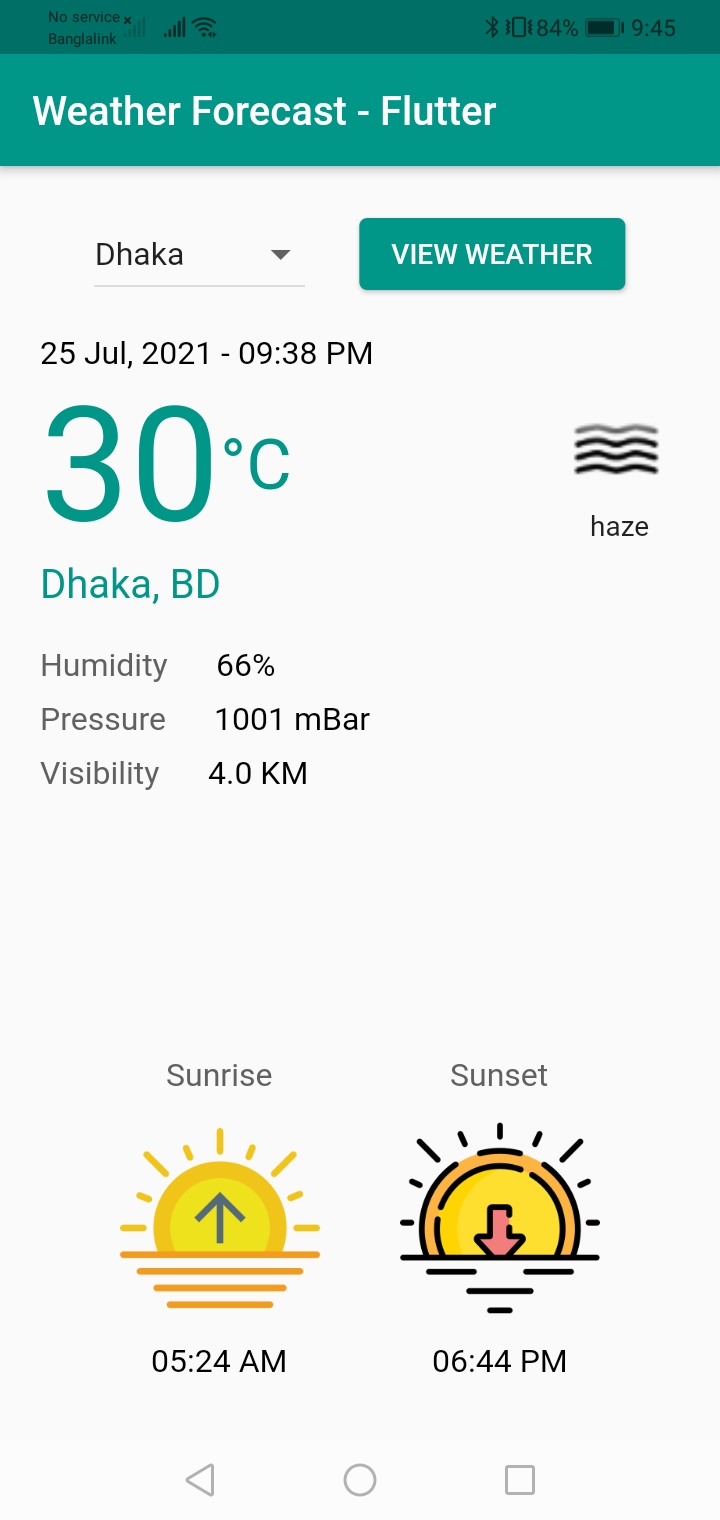 No service
Banglalink
84% 9:45
Weather Forecast - Flutter
Dhaka VIEW WEATHER
25 Jul, 2021 - 09:38 PM
30°C
haze
Dhaka, BD
Humidity 66%
Pressure 1001 mBar
Visibility 4.0 KM
Sunrise Sunset
05:24 AM 06:44 PM